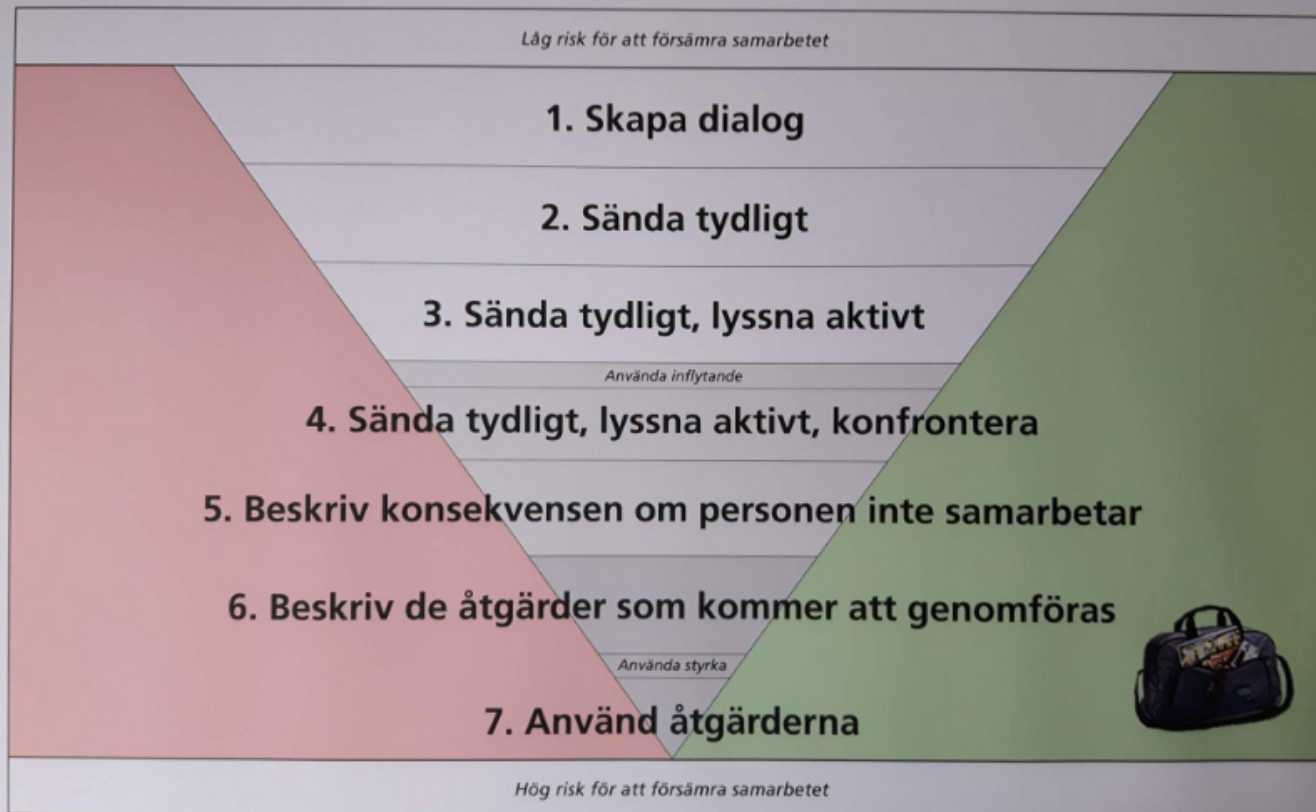 Låg risk för att försämra samarbetet
1. Skapa dialog
2. Sända tydligt
3. Sända tydligt, lyssna aktivt
Använda inflytande
4. Sända tydligt, lyssna aktivt, konfrontera
5. Beskriv konsekvensen om personen inte samarbetar
6. Beskriv de åtgärder som kommer att genomföras
Använda styrka
7. Använd åtgärderna
Hög risk för att försämra samarbetet